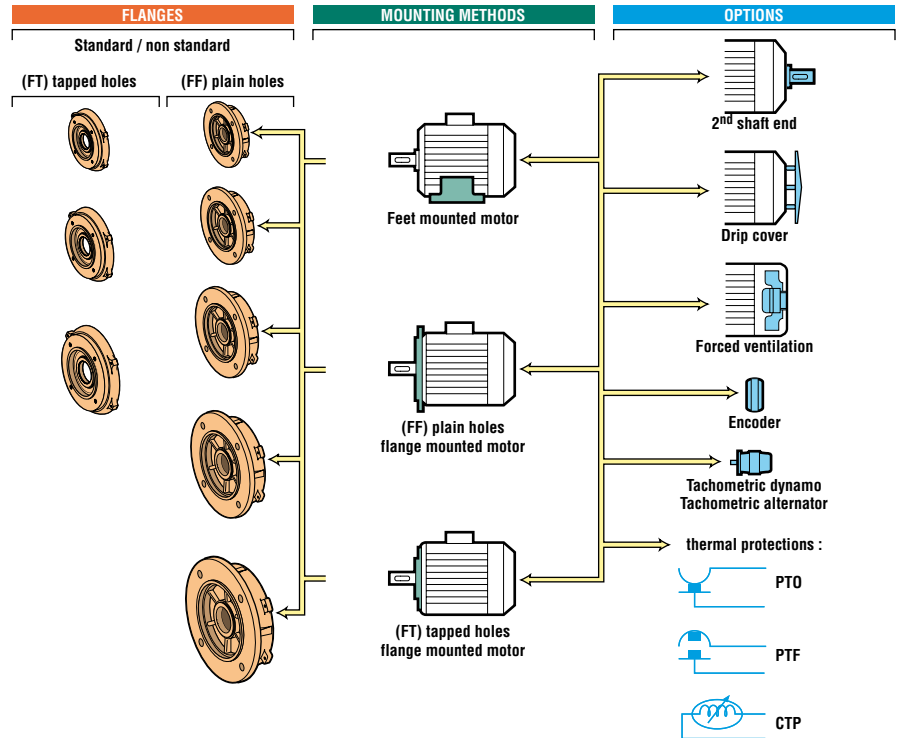 FLANGES
Standard / non standard
(FT) tapped holes
(FF) plain holes
MOUNTING METHODS
Feet mounted motor
(FF) plain holes
flange mounted motor
(FT) tapped holes
flange mounted motor
OPTIONS
2nd shaft end
Drip cover
Forced ventilation
Encoder
Tachometric dynamo
Tachometric alternator
thermal protections :
PTO
PTF
CTP